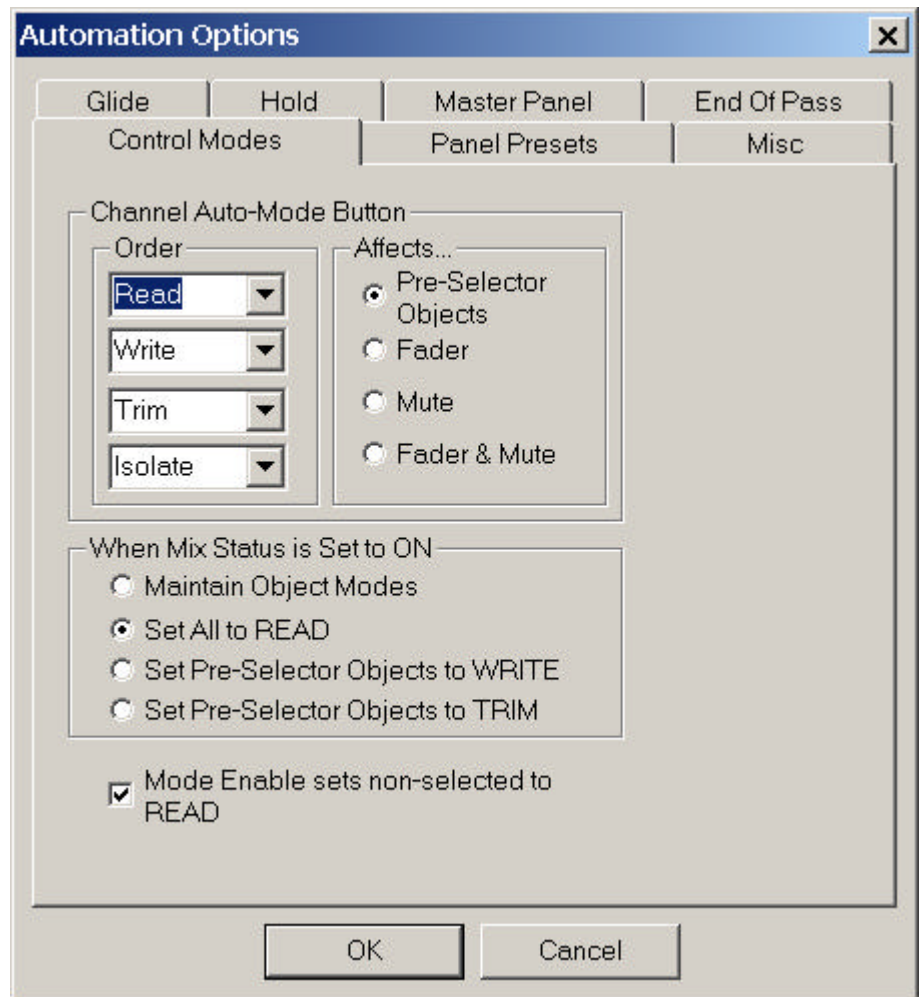 Automation Options
Glide Hold Master Panel End Of Pass
Control Modes Panel Presets Misc
Channel Auto-Mode Button
Order
Read
Write
Trim
Isolate
Affects...
Pre-Selector
Objects
Fader
Mute
Fader & Mute
When Mix Status is Set to ON
Maintain Object Modes
Set All to READ
Set Pre-Selector Objects to WRITE
Set Pre-Selector Objects to TRIM
Mode Enable sets non-selected to
READ
OK Cancel